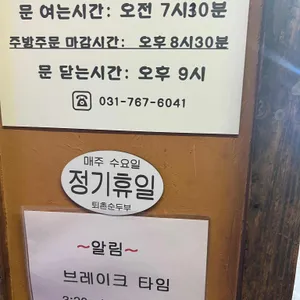 문 여는시간: 오전 7시30분
주방주문 마감시간: 오후8시30분
문 닫는시간: 오후 9시
031-767-6041
매주 수요일
정기휴일
퇴촌순두부
~알림~
브레이크 타임